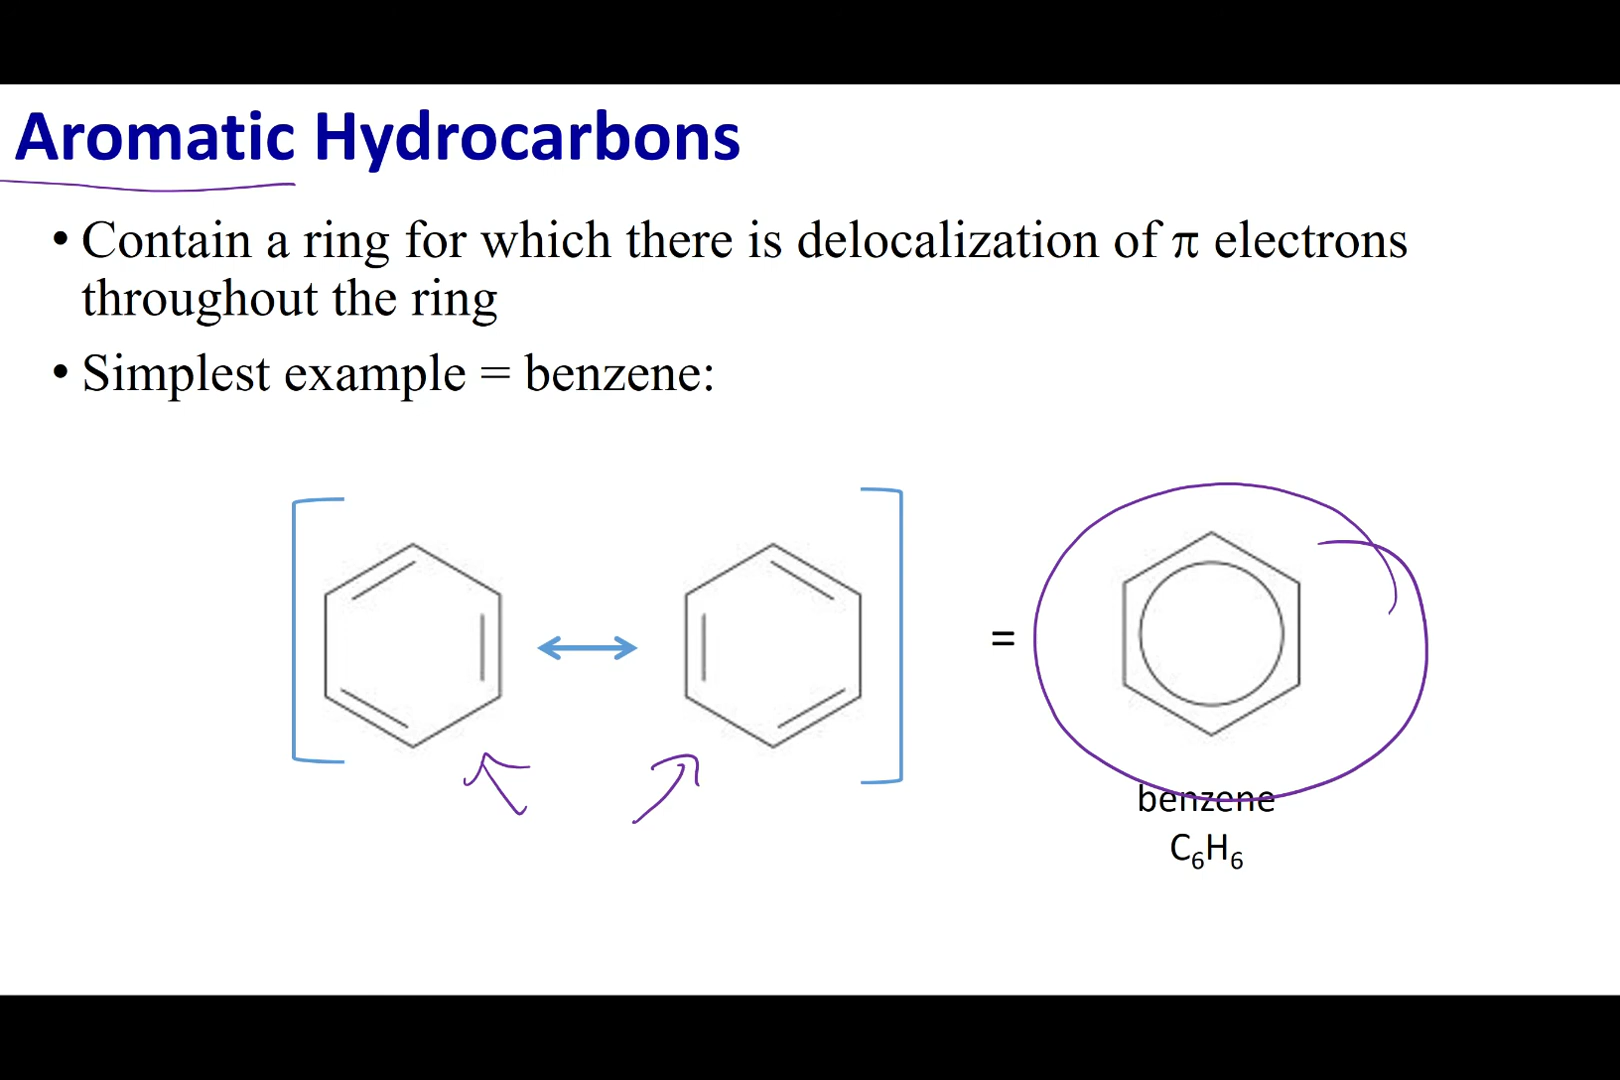 Aromatic Hydrocarbons
• Contain a ring for which there is delocalization of π electrons
throughout the ring
• Simplest example = benzene:
=
benzene
C₆H₆